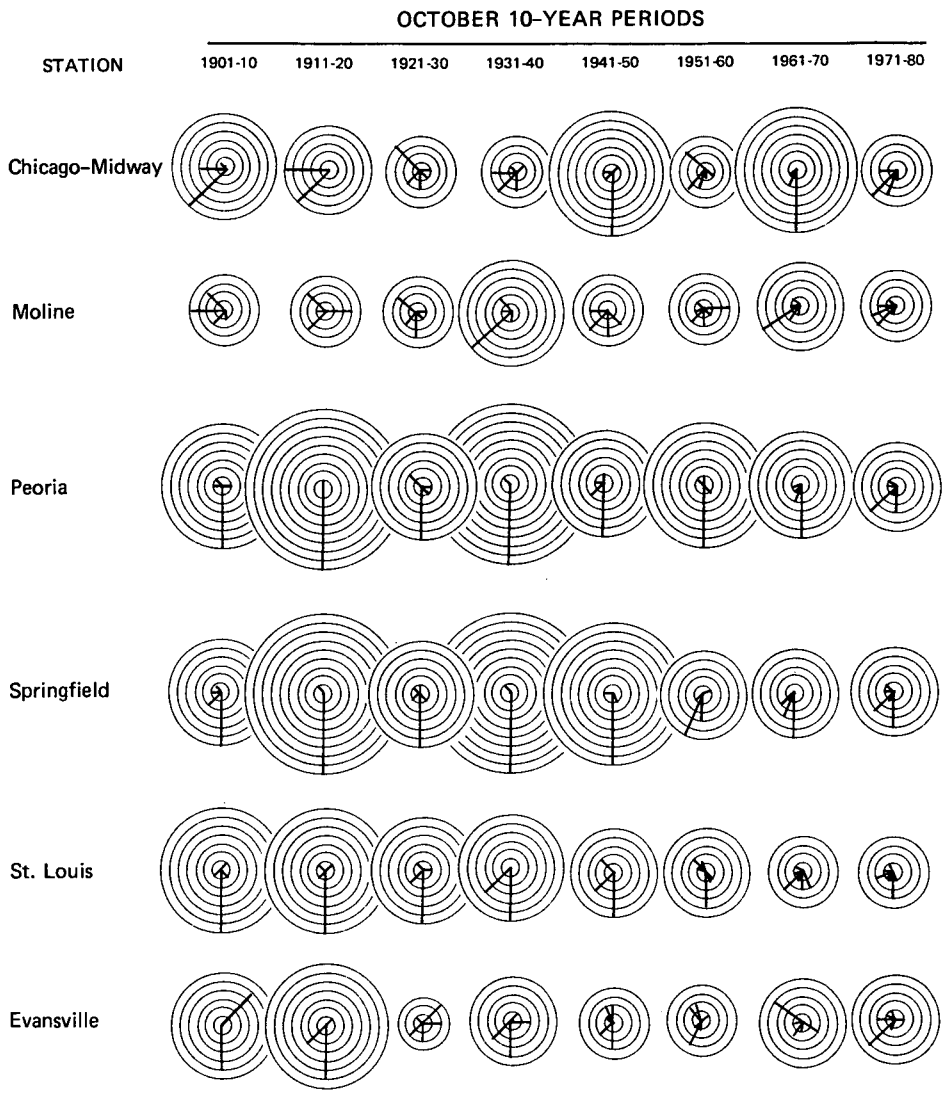 OCTOBER 10–YEAR PERIODS
STATION 1901-10 1911-20 1921-30 1931-40 1941-50 1951-60 1961-70 1971-80
Chicago–Midway
Moline
Peoria
Springfield
St. Louis
Evansville